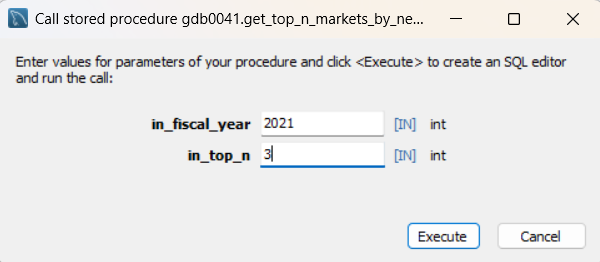 Call stored procedure gdb0041.get_top_n_markets_by_ne...
Enter values for parameters of your procedure and click <Execute> to create an SQL editor
and run the call:
in_fiscal_year 2021 [IN] int
in_top_n 3 [IN] int
Execute Cancel